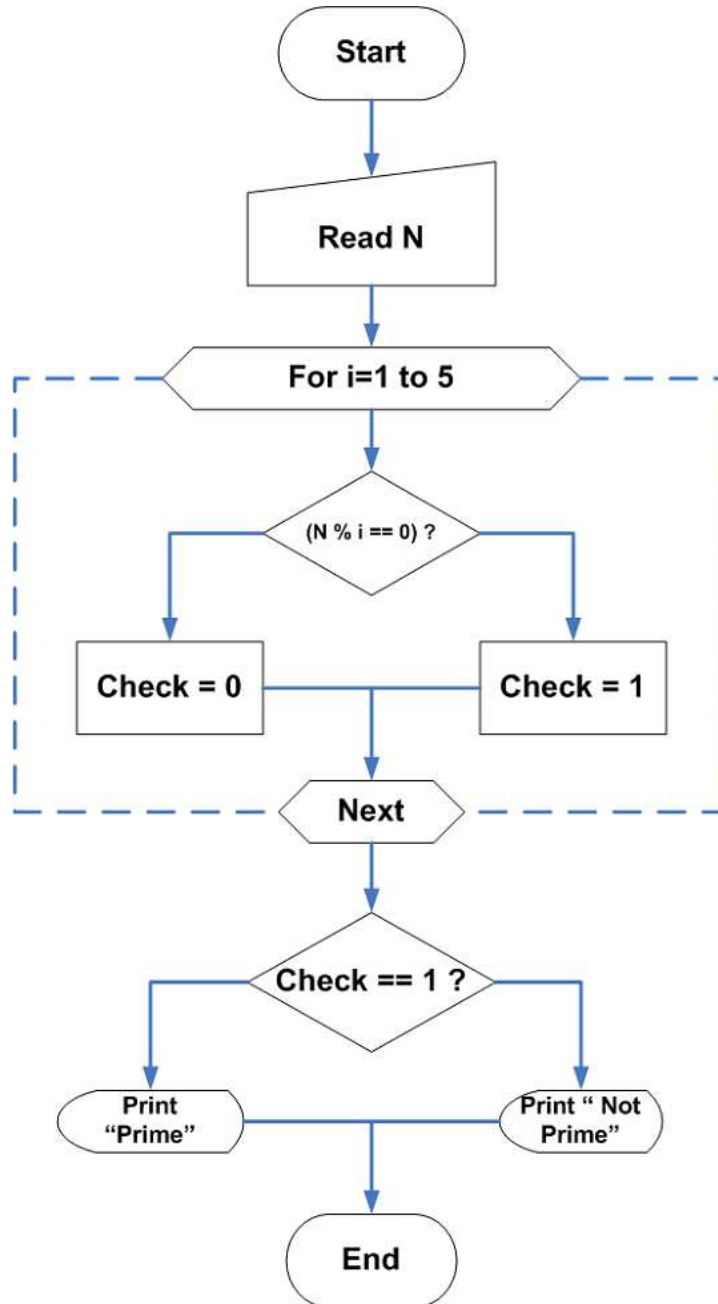 Start
Read N
For i=1 to 5
(N % i == 0) ?
Check = 0
Check = 1
Next
Check == 1 ?
Print
“Prime”
Print “ Not
Prime”
End